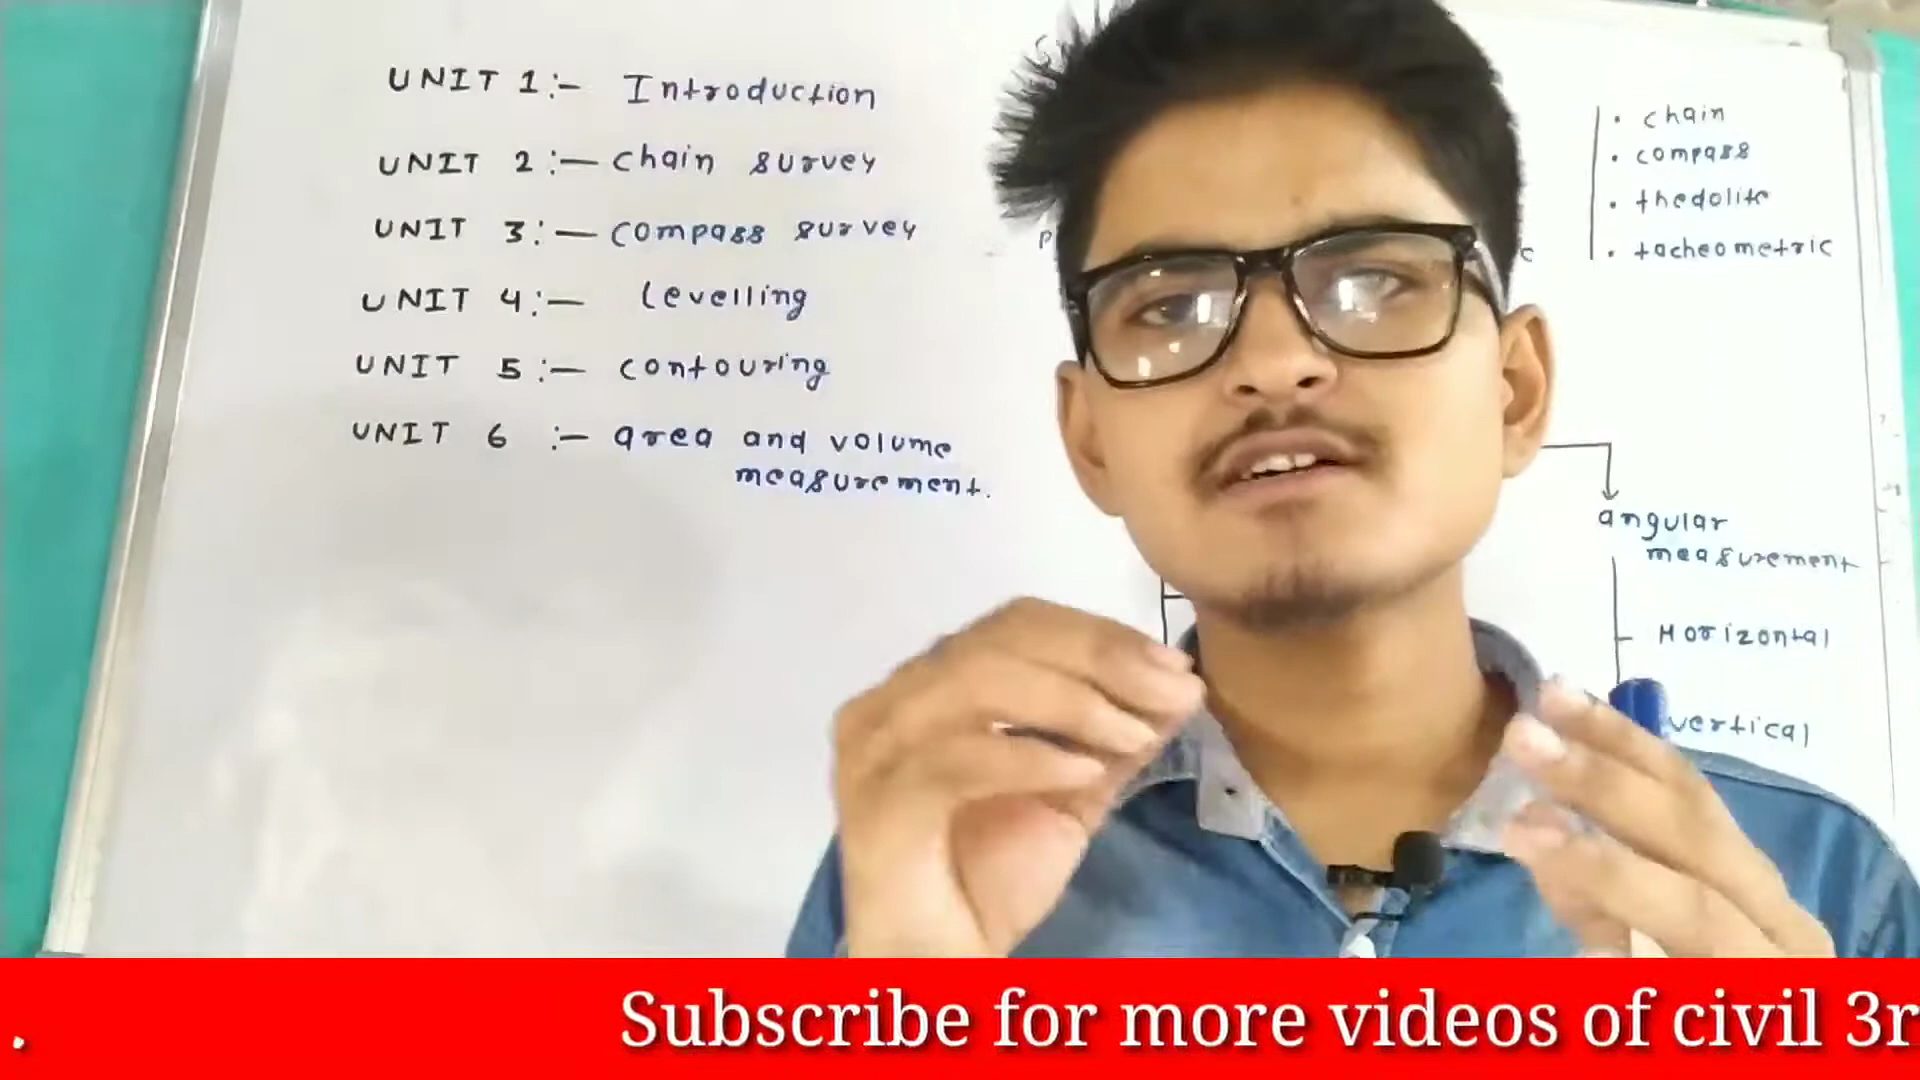 UNIT 1:- Introduction
UNIT 2:- chain survey
UNIT 3:- compass survey
UNIT 4:- Levelling
UNIT 5:- contouring
UNIT 6 :- area and volume
measurement.
• chain
• compass
• thedolite
• tacheometric
angular
measurement
Horizontal
vertical
Subscribe for more videos of civil 3r